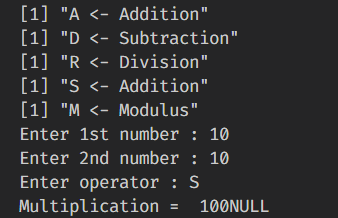 [1] "A <- Addition"
[1] "D <- Subtraction"
[1] "R <- Division"
[1] "S <- Addition"
[1] "M <- Modulus"
Enter 1st number : 10
Enter 2nd number : 10
Enter operator : S
Multiplication =  100NULL